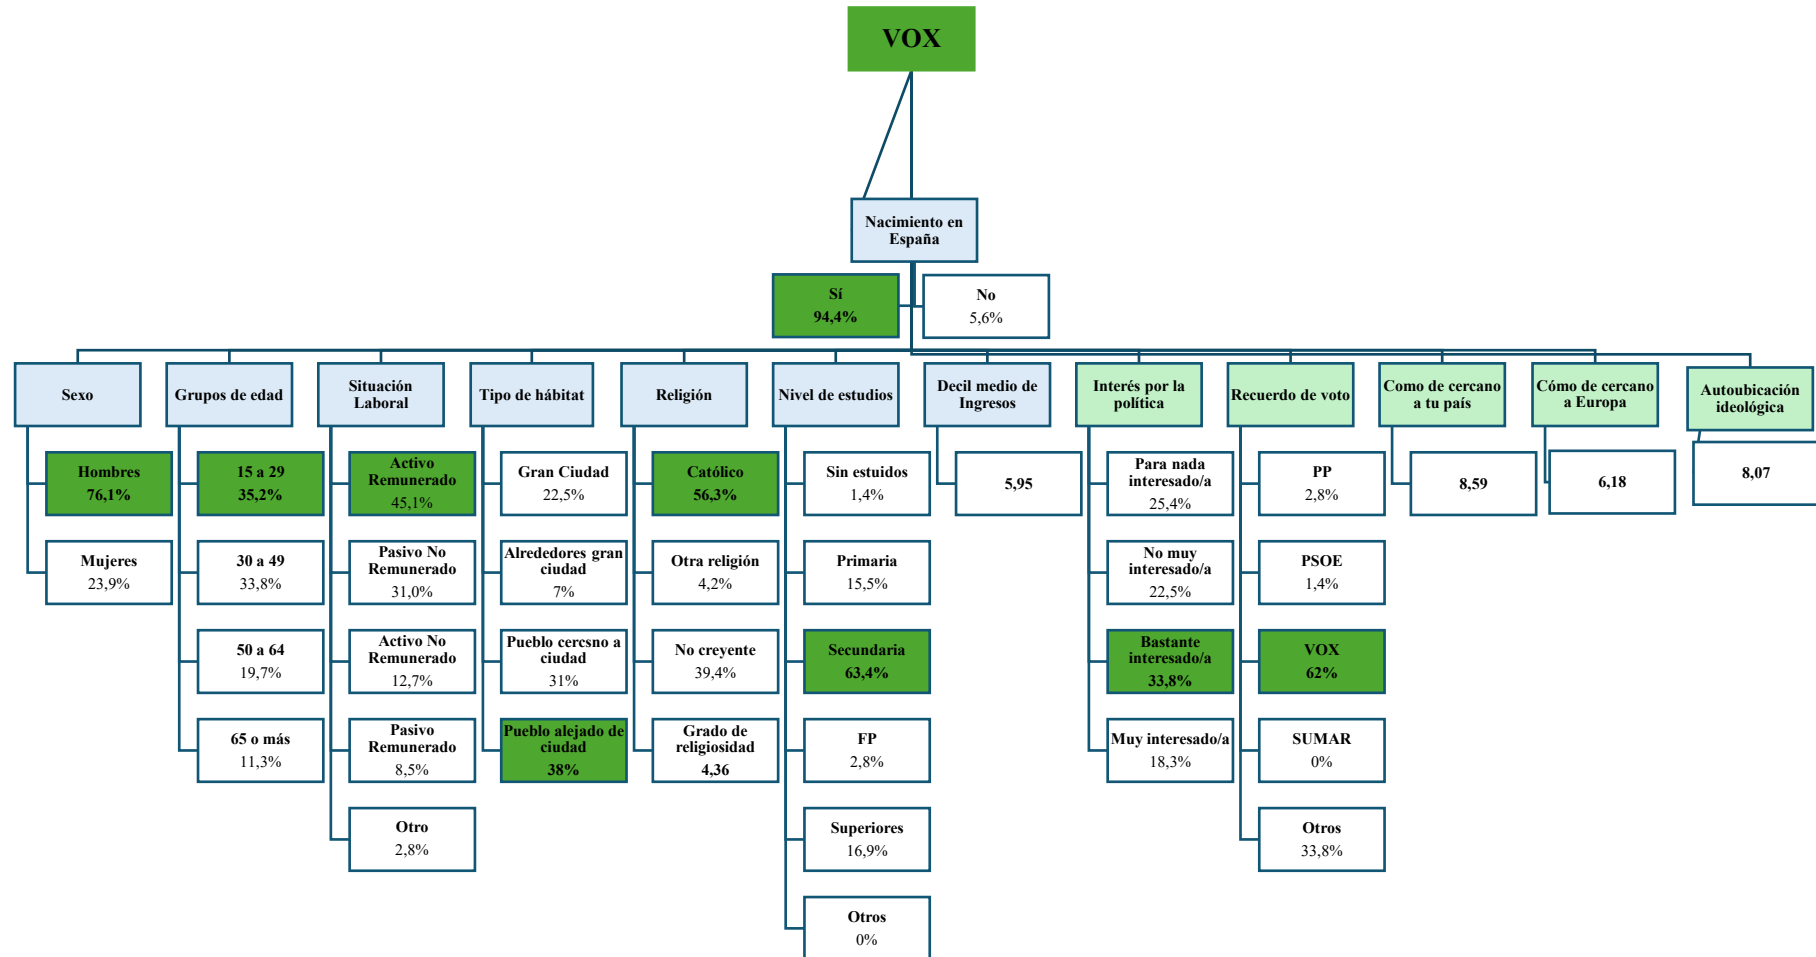 VOX
Nacimiento en
España
Sí
94,4%
No
5,6%
Sexo
Hombres
76,1%
Mujeres
23,9%
Grupos de edad
15 a 29
35,2%
30 a 49
33,8%
50 a 64
19,7%
65 o más
11,3%
Situación
Laboral
Activo
Remunerado
45,1%
Pasivo No
Remunerado
31,0%
Activo No
Remunerado
12,7%
Pasivo
Remunerado
8,5%
Otro
2,8%
Tipo de hábitat
Gran Ciudad
22,5%
Alrededores gran
ciudad
7%
Pueblo cercsno a
ciudad
31%
Pueblo alejado de
ciudad
38%
Religión
Católico
56,3%
Otra religión
4,2%
No creyente
39,4%
Grado de
religiosidad
4,36
Nivel de estudios
Sin estuidos
1,4%
Primaria
15,5%
Secundaria
63,4%
FP
2,8%
Superiores
16,9%
Otros
0%
Decil medio de
Ingresos
5,95
Interés por la
política
Para nada
interesado/a
25,4%
No muy
interesado/a
22,5%
Bastante
interesado/a
33,8%
Muy interesado/a
18,3%
Recuerdo de voto
PP
2,8%
PSOE
1,4%
VOX
62%
SUMAR
0%
Otros
33,8%
Como de cercano
a tu país
8,59
Cómo de cercano
a Europa
6,18
Autoubicación
ideológica
8,07